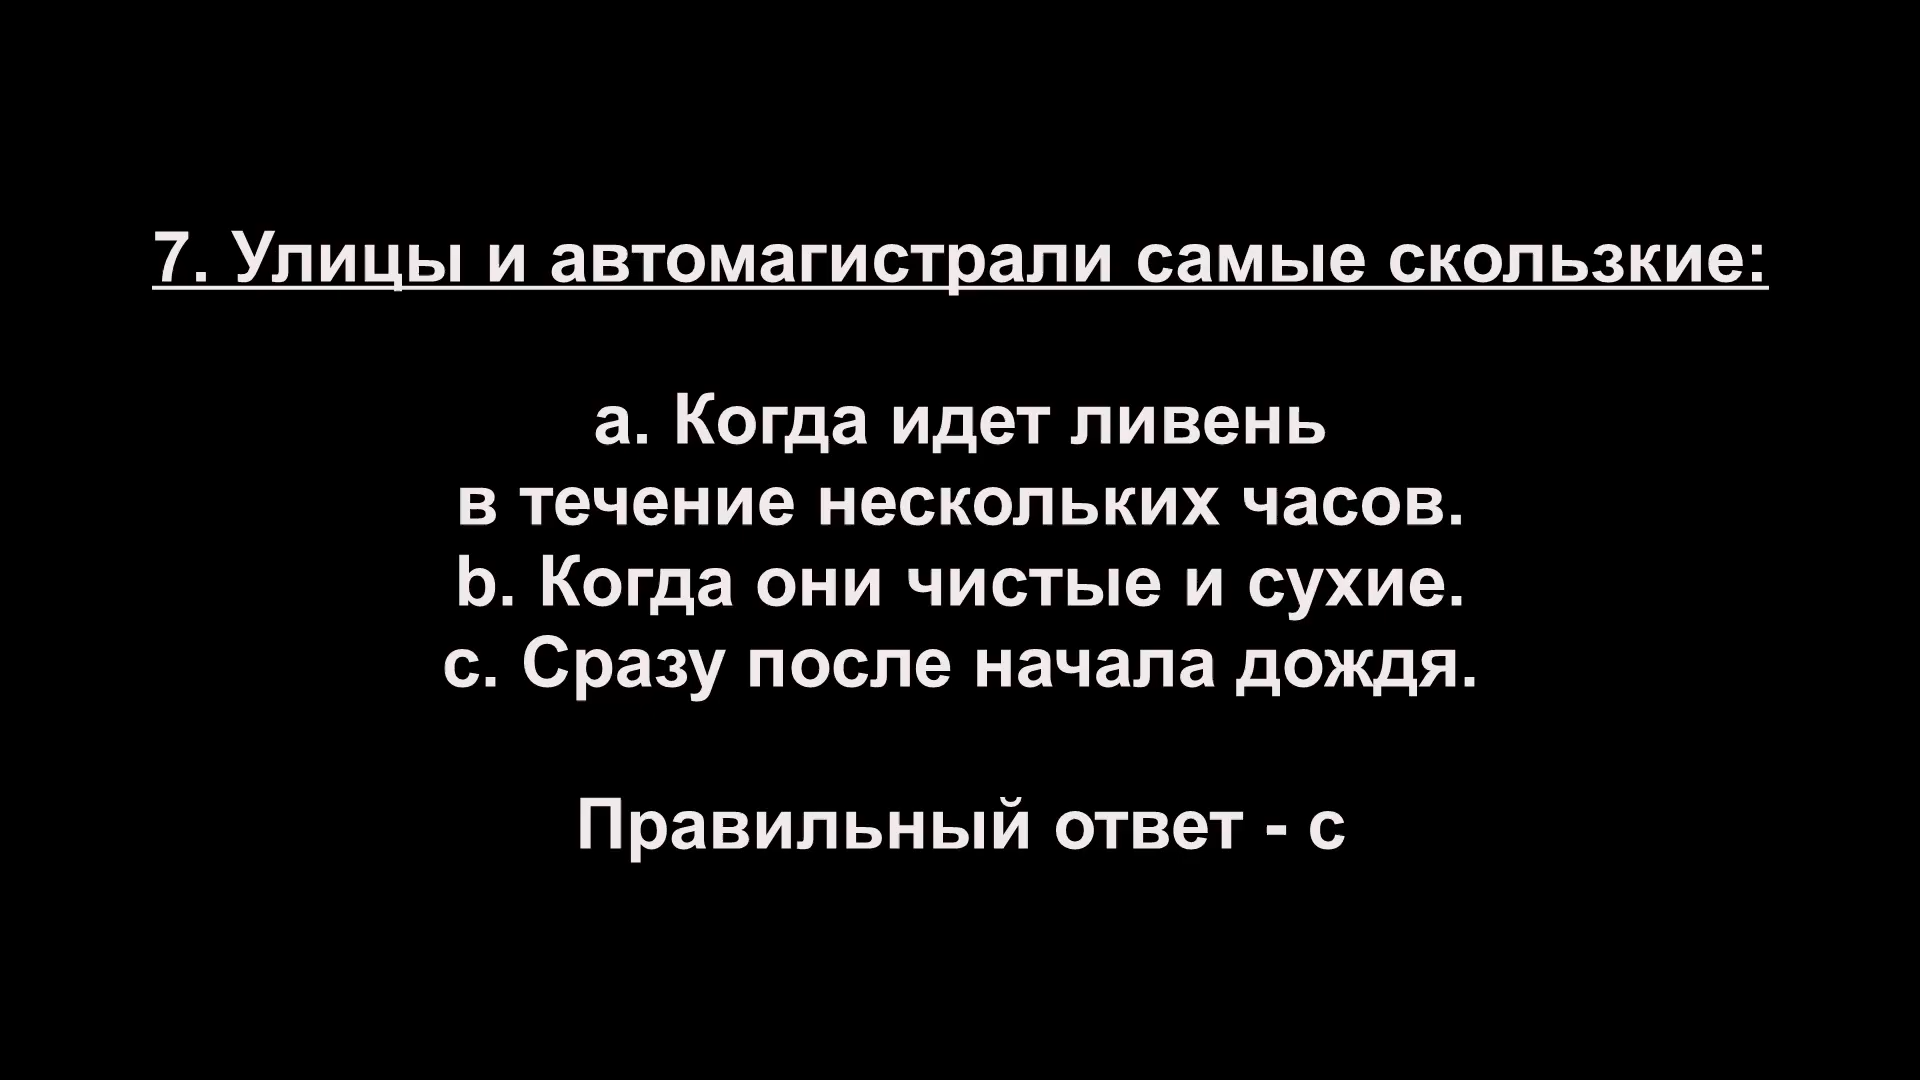 7. Улицы и автомагистрали самые скользкие:
a. Когда идет ливень
в течение нескольких часов.
b. Когда они чистые и сухие.
c. Сразу после начала дождя.
Правильный ответ - c